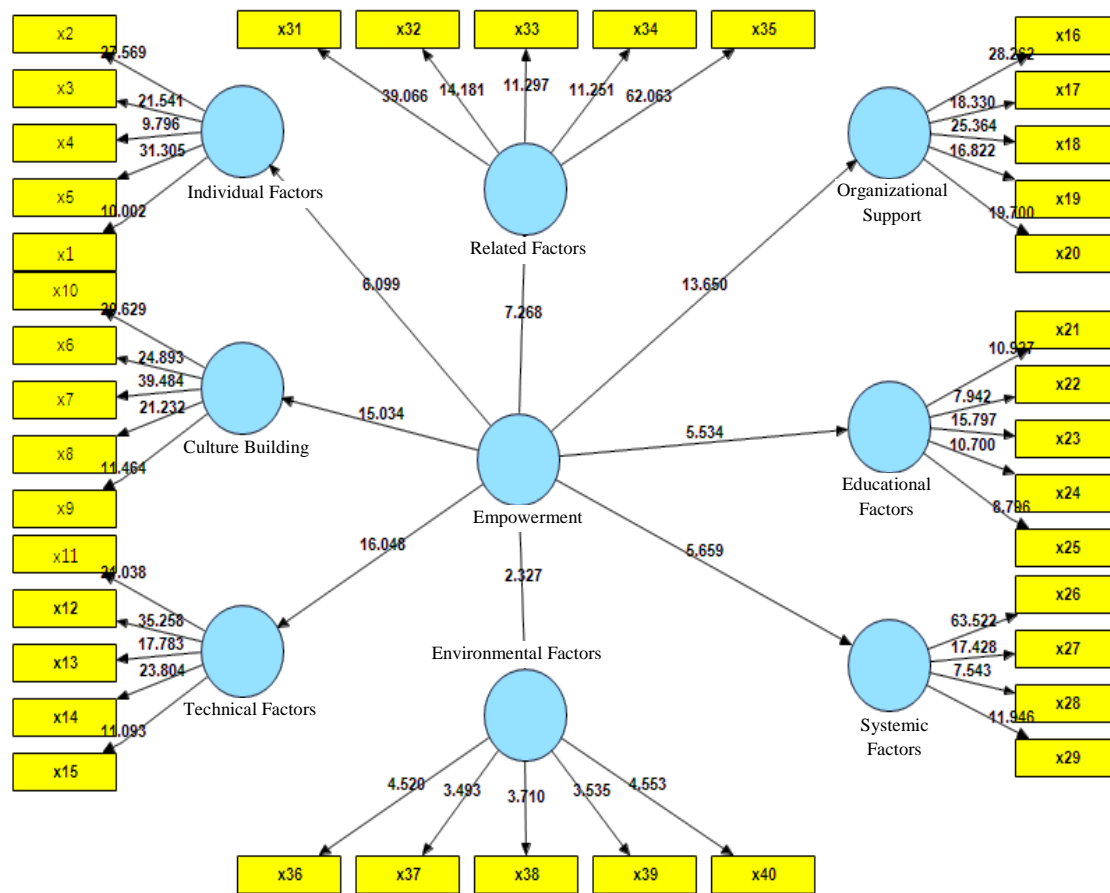 x2
x3
x4
x5
x1
27.569
21.541
9.796
31.305
10.002
Individual Factors
x31
x32
x33
x34
x35
39.066
14.181
11.297
11.251
62.063
Related Factors
x16
x17
x18
x19
x20
28.262
18.330
25.364
16.822
19.700
Organizational
Support
6.099
7.268
13.650
x10
x6
x7
x8
x9
24.893
39.484
21.232
11.464
Culture Building
15.034
Empowerment
5.534
x21
x22
x23
x24
x25
10.927
7.942
15.797
10.700
8.796
Educational
Factors
16.048
2.327
5.659
x11
x12
x13
x14
x15
35.258
17.783
23.804
11.093
Technical Factors
Environmental Factors
x26
x27
x28
x29
63.522
17.428
7.543
11.946
Systemic
Factors
4.520
3.493
3.710
3.535
4.553
x36
x37
x38
x39
x40